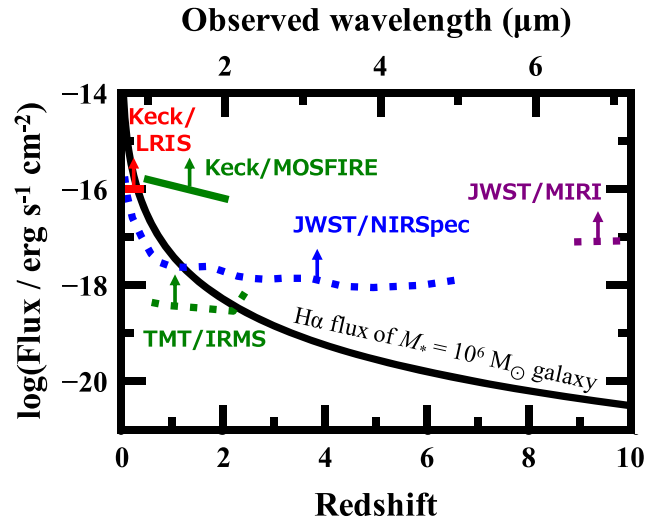 Observed wavelength (μm)
2 4 6
log(Flux / erg s⁻¹ cm⁻²)
−14
−16
−18
−20
Keck/
LRIS
Keck/MOSFIRE
JWST/MIRI
JWST/NIRSpec
TMT/IRMS
Hα flux of M* = 10⁶ M☉ galaxy
0 2 4 6 8 10
Redshift